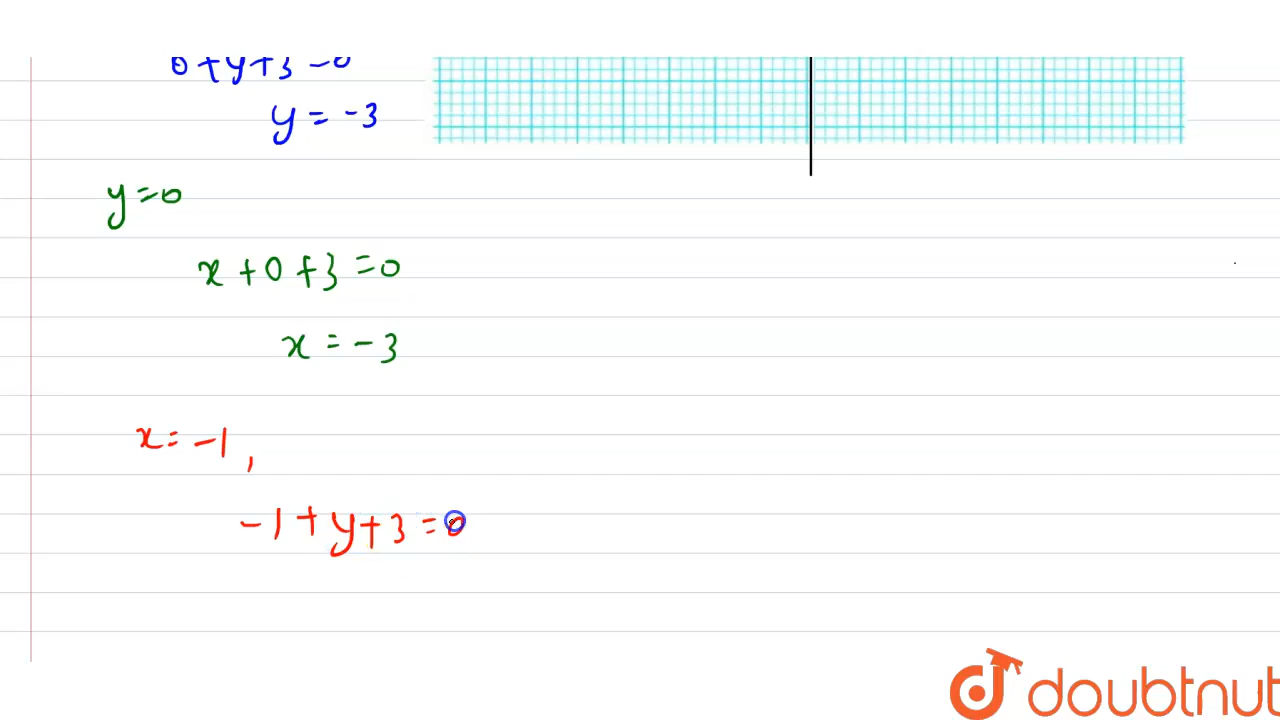 0+y+3=0
y = -3
y=0
x+0+3=0
x = -3
x = -1,
-1+y+3=0
doubtnut